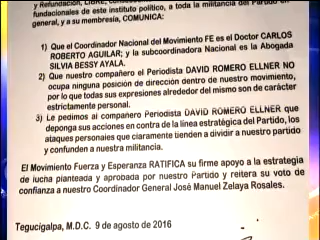 y Refundación, LIBRE, 
fundacionales de este instituto político, a toda la militancia del Partido en
general, y a su membresía, COMUNICA:
1) Que el Coordinador Nacional del Movimiento FE es el Doctor CARLOS
ROBERTO AGUILAR; y la subcoordinadora Nacional es la Abogada
SILVIA BESSY AYALA.
2) Que nuestro compañero el Periodista DAVID ROMERO ELLNER NO
ocupa ninguna posición de dirección dentro de nuestro movimiento,
por lo que todas sus expresiones alrededor del mismo son de carácter
estrictamente personal.
3) Le pedimos al compañero Periodista DAVID ROMERO ELLNER que
deponga sus acciones en contra de la línea estratégica del Partido, los
ataques personales que claramente tienden a dividir a nuestro partido
y confunden a nuestra militancia.
El Movimiento Fuerza y Esperanza RATIFICA su firme apoyo a la estrategia
de lucha planteada y aprobada por nuestro Partido y reitera su voto de
confianza a nuestro Coordinador General José Manuel Zelaya Rosales.
Tegucigalpa, M.D.C. 9 de agosto de 2016